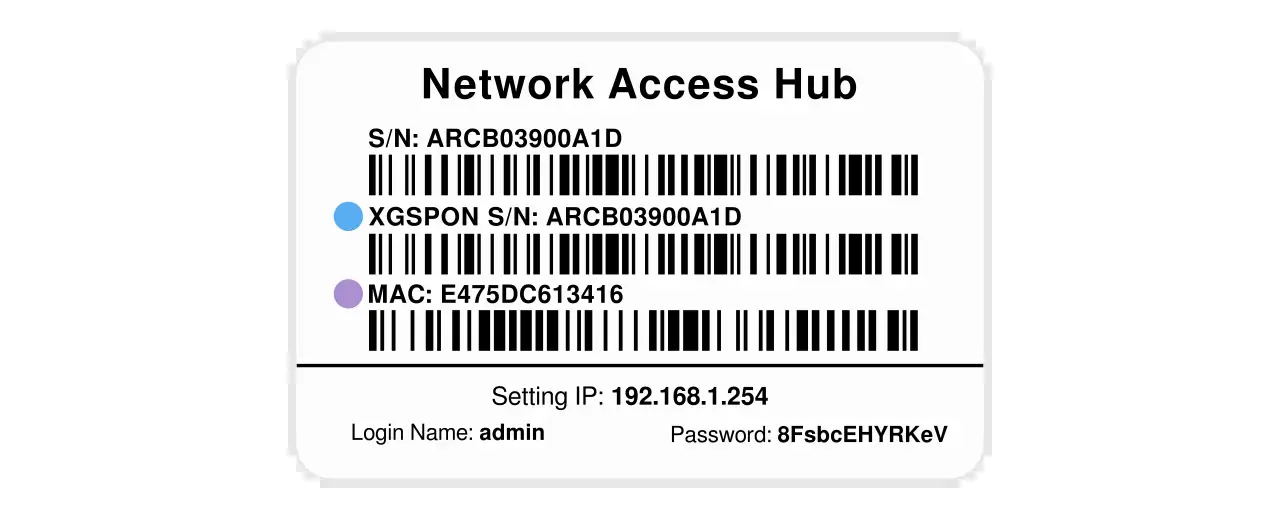 Network Access Hub
S/N: ARCB03900A1D
XGSPON S/N: ARCB03900A1D
MAC: E475DC613416
Setting IP: 192.168.1.254
Login Name: admin Password: 8FsbcEHYRKeV